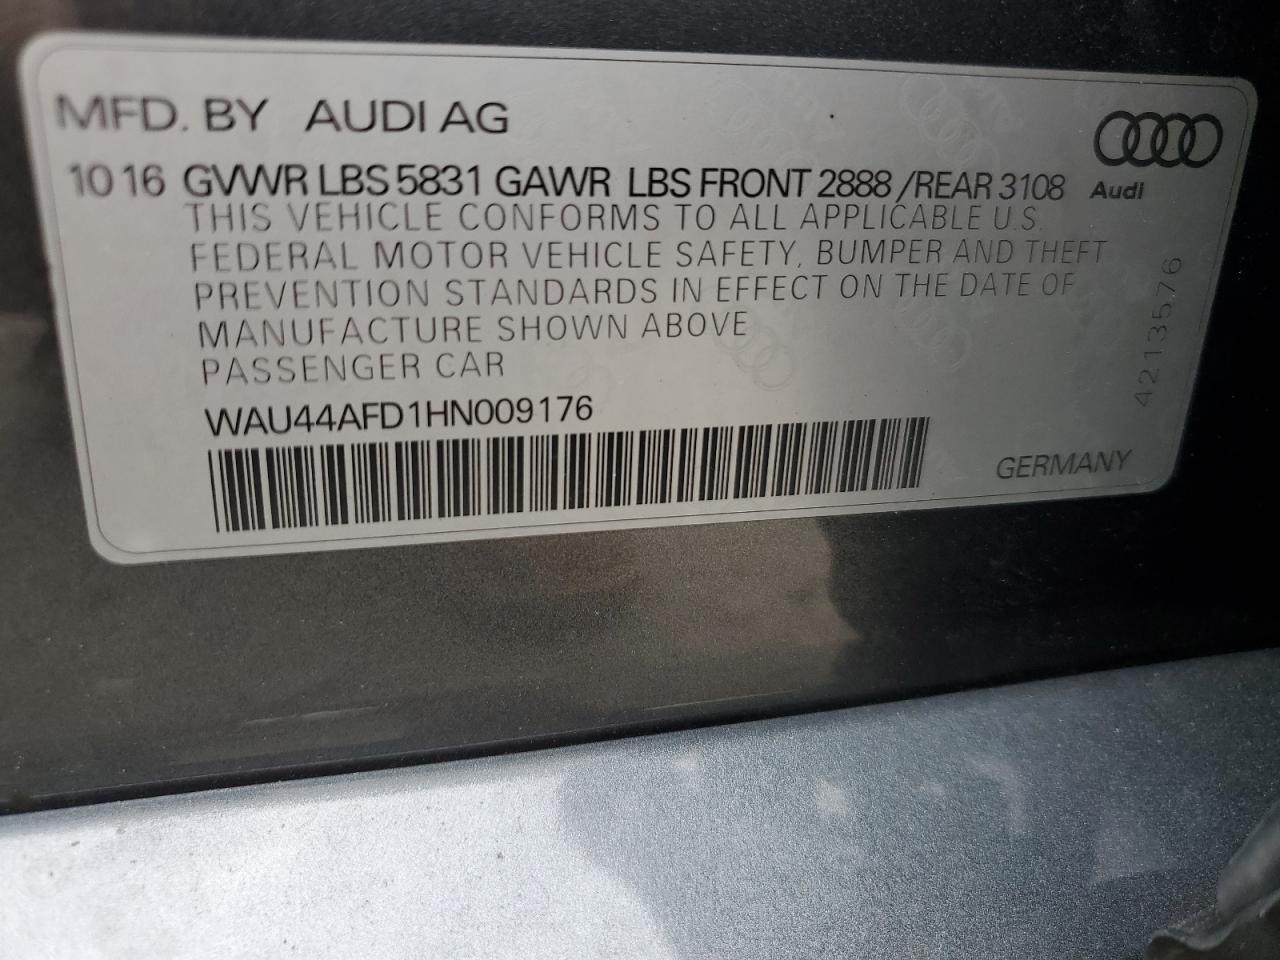 MFD. BY AUDI AG
10 16 GVWR LBS 5831 GAWR LBS FRONT 2888 /REAR 3108
Audi
THIS VEHICLE CONFORMS TO ALL APPLICABLE U.S.
FEDERAL MOTOR VEHICLE SAFETY, BUMPER AND THEFT
PREVENTION STANDARDS IN EFFECT ON THE DATE OF
MANUFACTURE SHOWN ABOVE
PASSENGER CAR
WAU44AFD1HN009176
GERMANY
4213576